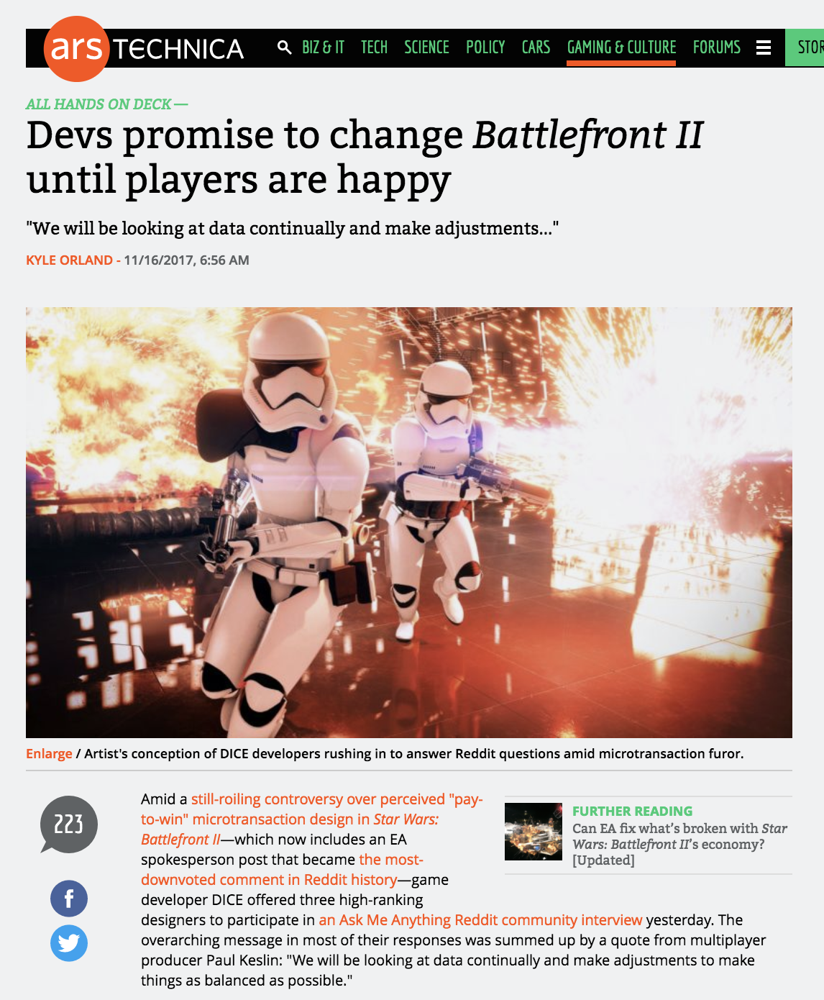 ars TECHNICA
BIZ & IT TECH SCIENCE POLICY CARS GAMING & CULTURE FORUMS
ALL HANDS ON DECK —
Devs promise to change Battlefront II
until players are happy
"We will be looking at data continually and make adjustments..."
KYLE ORLAND - 11/16/2017, 6:56 AM
Enlarge / Artist's conception of DICE developers rushing in to answer Reddit questions amid microtransaction furor.
223
f
Amid a still-roiling controversy over perceived "pay-
to-win" microtransaction design in Star Wars:
Battlefront II—which now includes an EA
spokesperson post that became the most-
downvoted comment in Reddit history—game
developer DICE offered three high-ranking
designers to participate in an Ask Me Anything Reddit community interview yesterday. The
overarching message in most of their responses was summed up by a quote from multiplayer
producer Paul Keslin: "We will be looking at data continually and make adjustments to make
things as balanced as possible."
FURTHER READING
Can EA fix what's broken with Star
Wars: Battlefront II's economy?
[Updated]